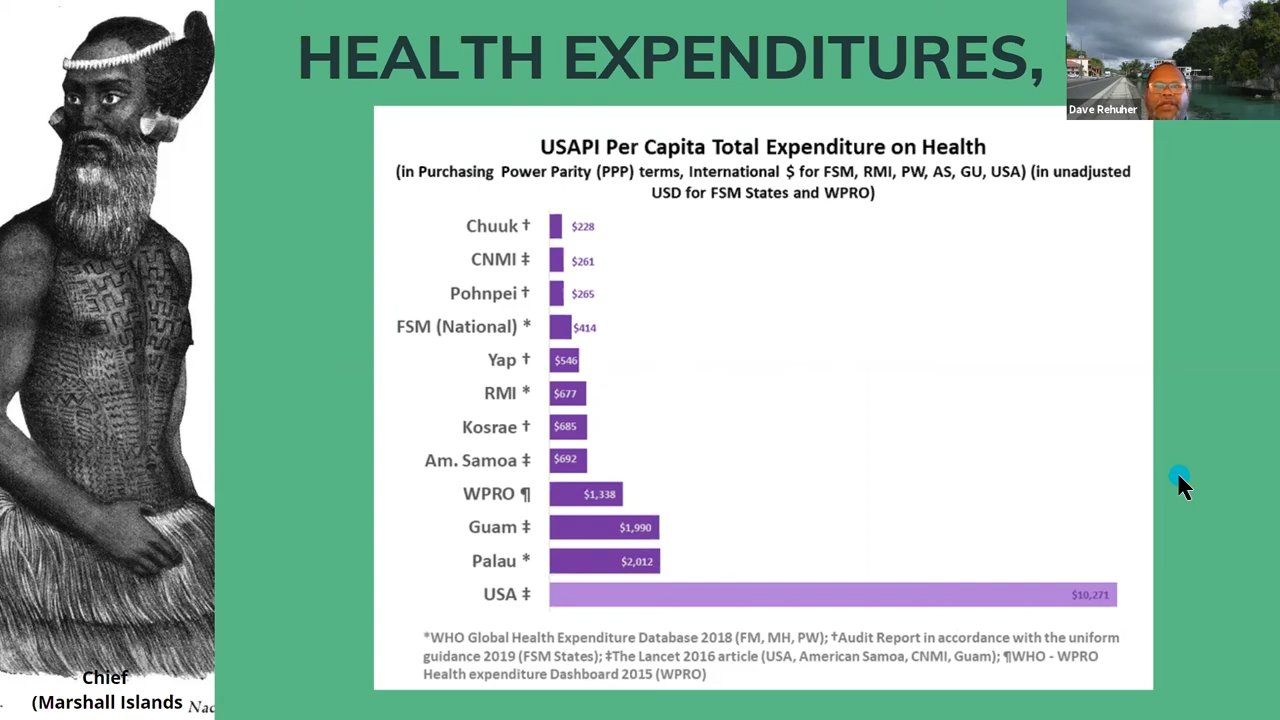 HEALTH EXPENDITURES,
Dave Rehuher
USAPI Per Capita Total Expenditure on Health
(in Purchasing Power Parity (PPP) terms, International $ for FSM, RMI, PW, AS, GU, USA) (in unadjusted
USD for FSM States and WPRO)
Chuuk † $228
CNMI ‡ $261
Pohnpei † $265
FSM (National) * $414
Yap † $546
RMI * $677
Kosrae † $685
Am. Samoa ‡ $692
WPRO ¶ $1,338
Guam ‡ $1,990
Palau * $2,012
USA ‡ $10,271
*WHO Global Health Expenditure Database 2018 (FM, MH, PW); †Audit Report in accordance with the uniform
guidance 2019 (FSM States); ‡The Lancet 2016 article (USA, American Samoa, CNMI, Guam); ¶WHO - WPRO
Health expenditure Dashboard 2015 (WPRO)
Chief
(Marshall Islands